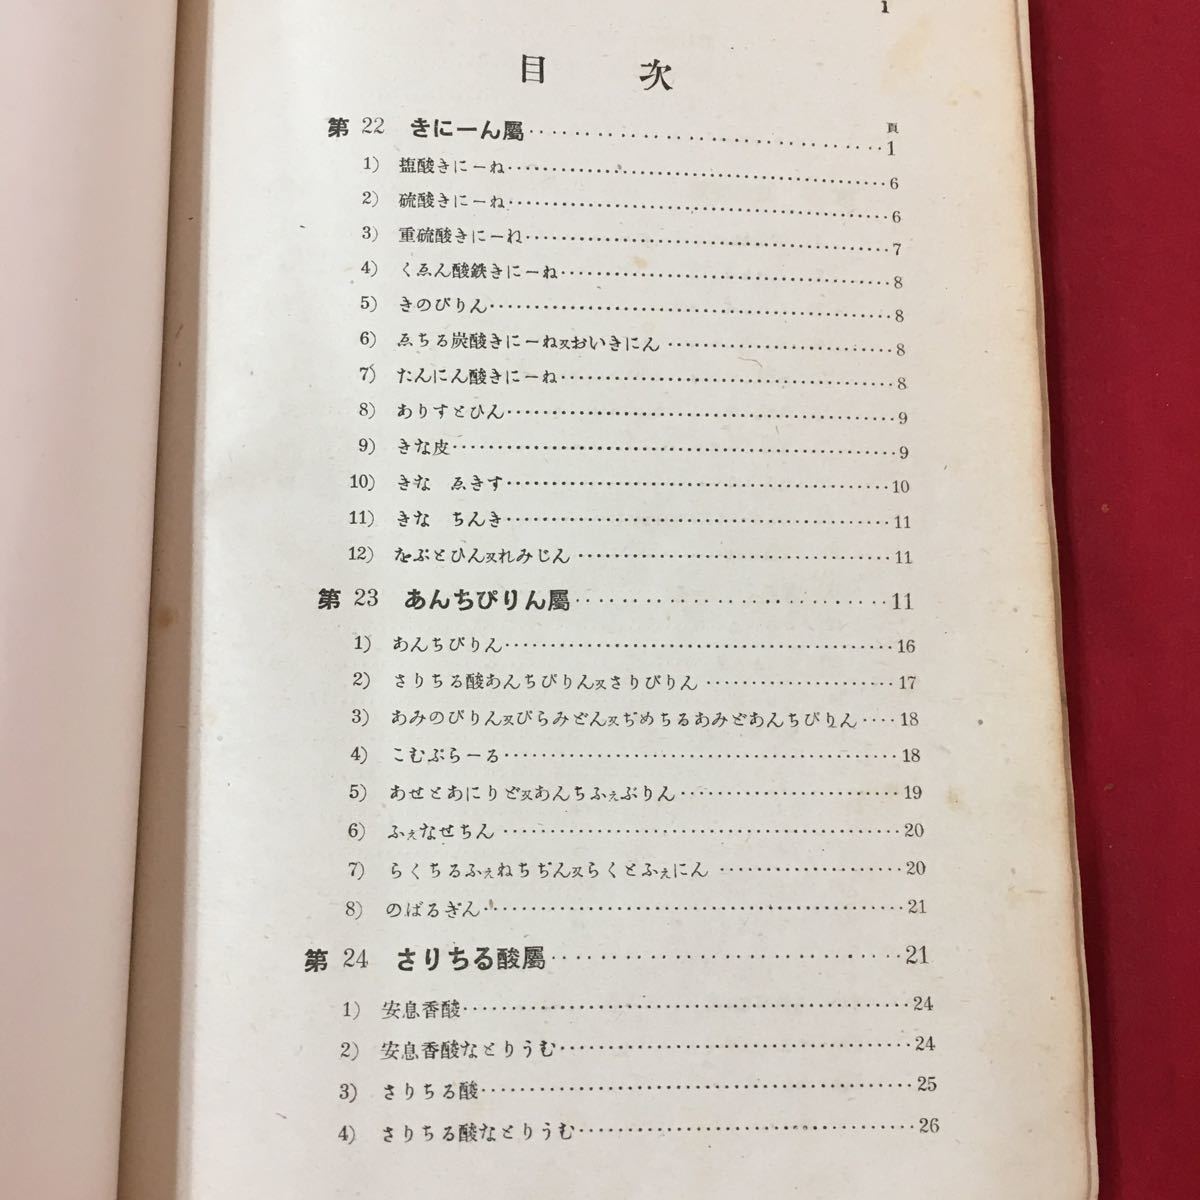 1
目次
頁
第 22 きにーん屬 1
1) 塩酸きにーね 6
2) 硫酸きにーね 6
3) 重硫酸きにーね 7
4) くゑん酸鉄きにーね 8
5) きのぴりん 8
6) ゑちる炭酸きにーね又おいきにん 8
7) たんにん酸きにーね 8
8) ありすとひん 9
9) きな皮 9
10) きな ゑきす 10
11) きな ちんき 11
12) をぷとひん又れみじん 11
第 23 あんちぴりん屬 11
1) あんちぴりん 16
2) さりちる酸あんちぴりん又さりぴりん 17
3) あみのぴりん又ぴらみどん又ぢめちるあみどあんちぴりん 18
4) こむぷらーる 18
5) あせとあにりど又あんちふぇぶりん 19
6) ふぇなせちん 20
7) らくちるふぇねちぢん又らくとふぇにん 20
8) のばるぎん 21
第 24 さりちる酸屬 21
1) 安息香酸 24
2) 安息香酸なとりうむ 24
3) さりちる酸 25
4) さりちる酸なとりうむ 26